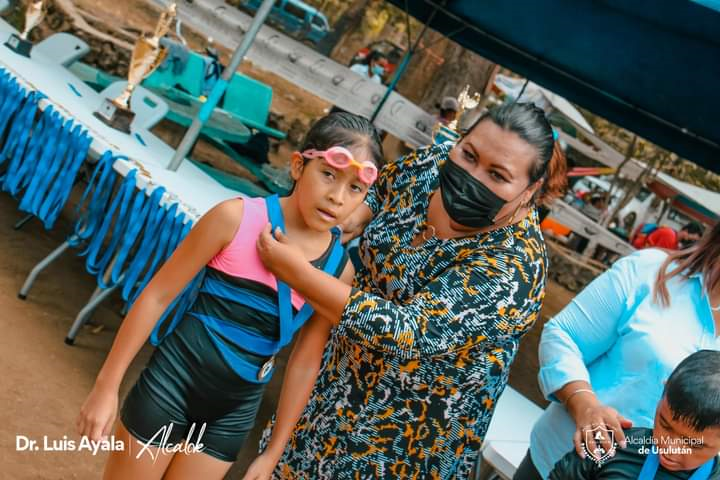 Dr. Luis Ayala | Alcalde
Alcaldía Municipal
de Usulután